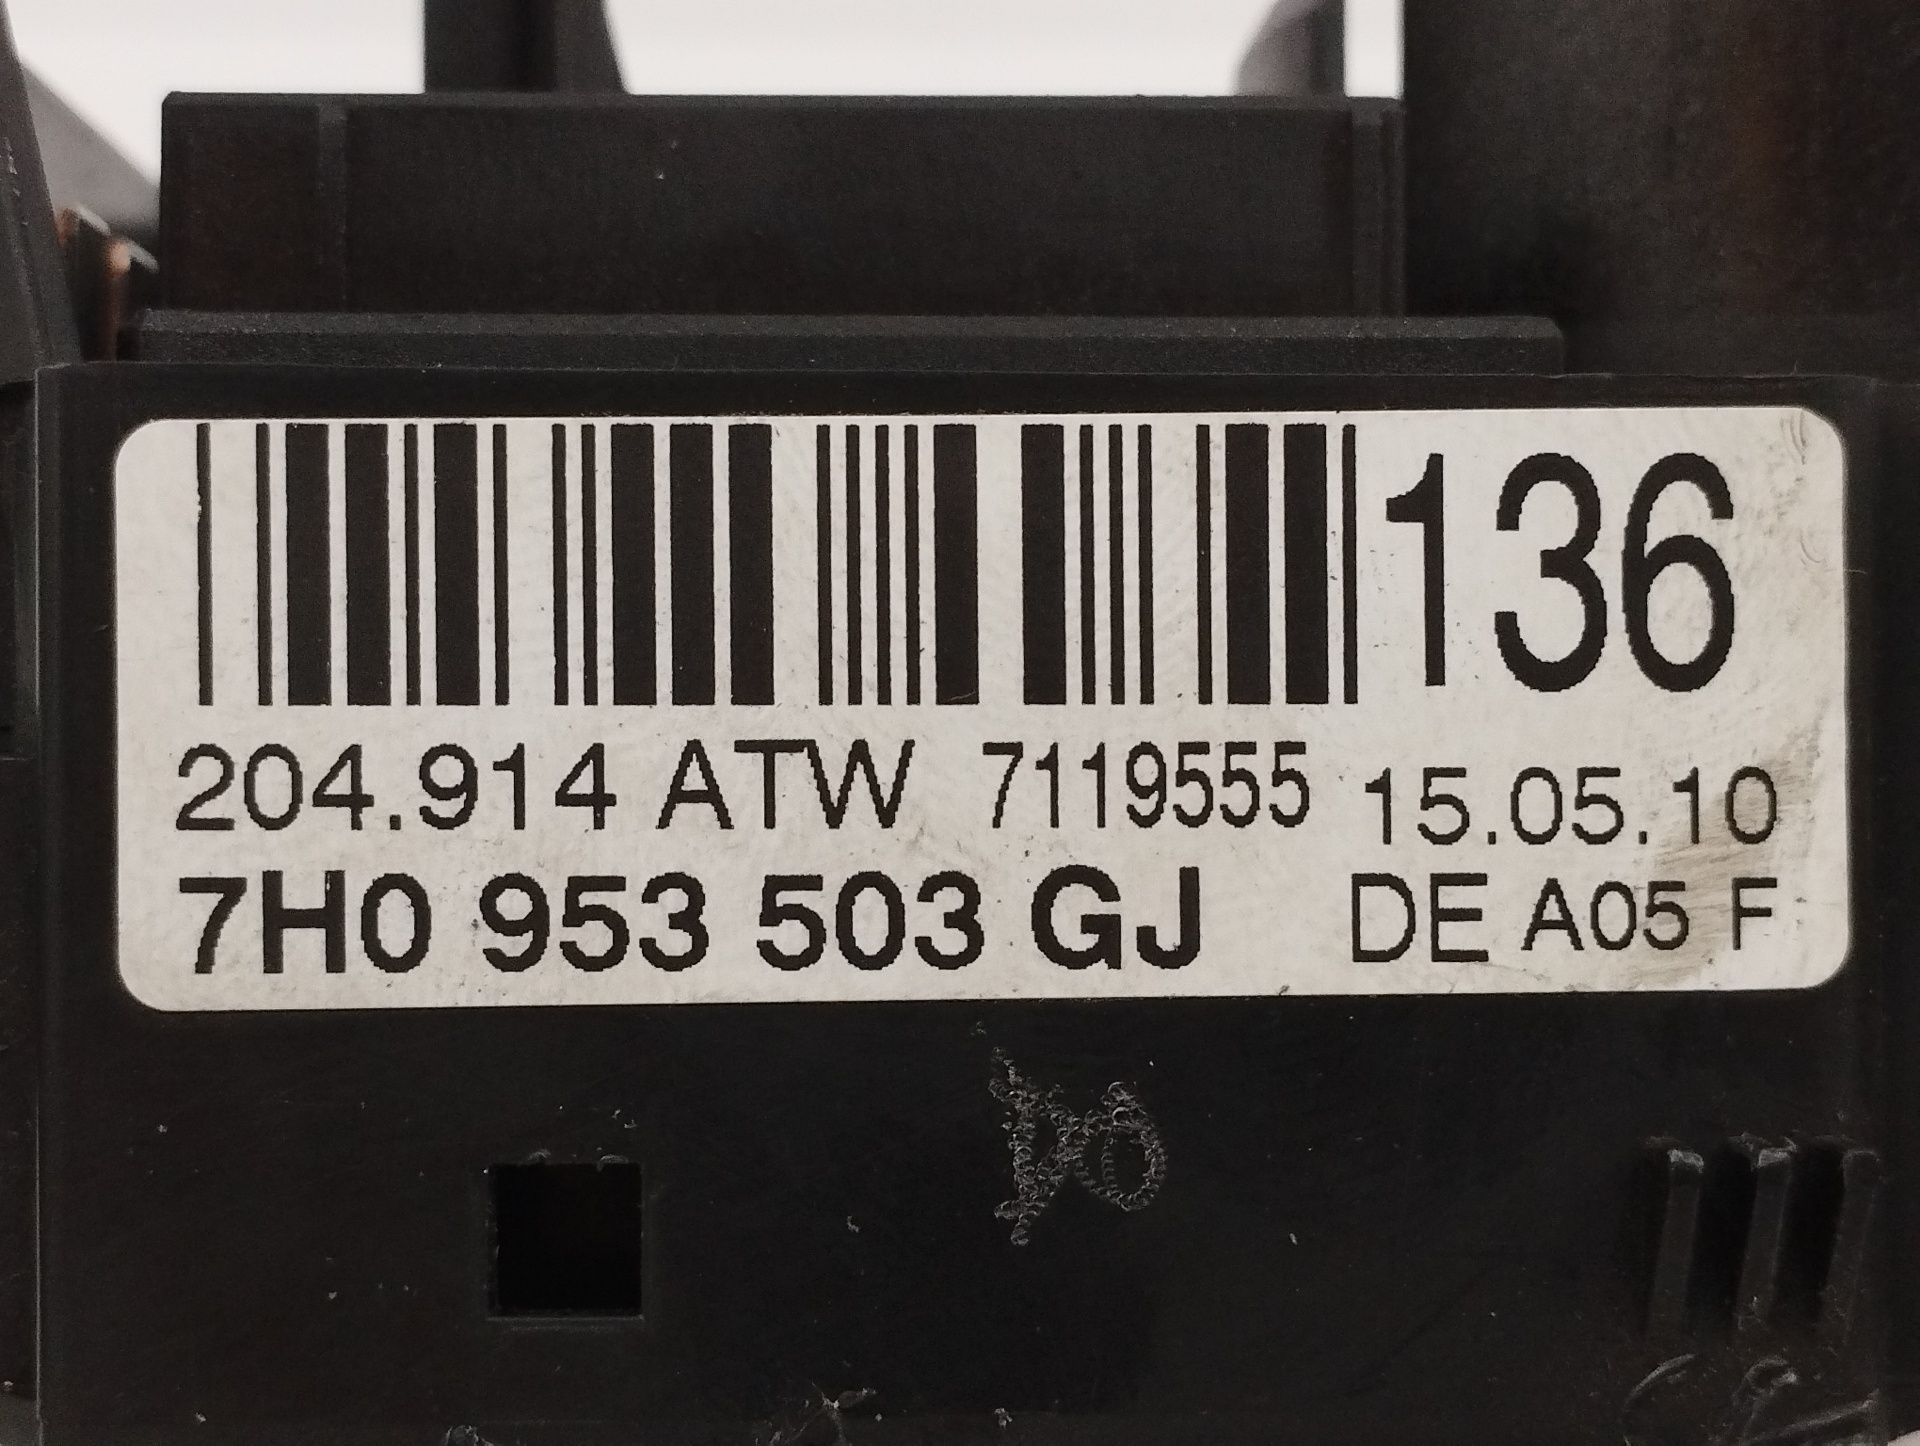 136
204.914 ATW 7119555 15.05.10
7H0 953 503 GJ DE A05 F